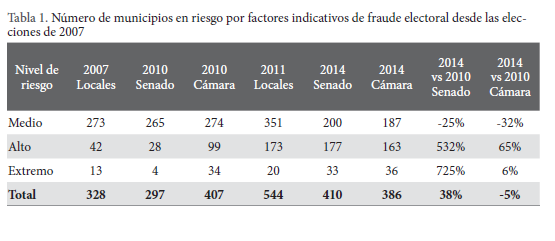 Tabla 1. Número de municipios en riesgo por factores indicativos de fraude electoral desde las elec-
ciones de 2007
Nivel de riesgo 2007 Locales 2010 Senado 2010 Cámara 2011 Locales 2014 Senado 2014 Cámara 2014 vs 2010 Senado 2014 vs 2010 Cámara
Medio 273 265 274 351 200 187 -25% -32%
Alto 42 28 99 173 177 163 532% 65%
Extremo 13 4 34 20 33 36 725% 6%
Total 328 297 407 544 410 386 38% -5%